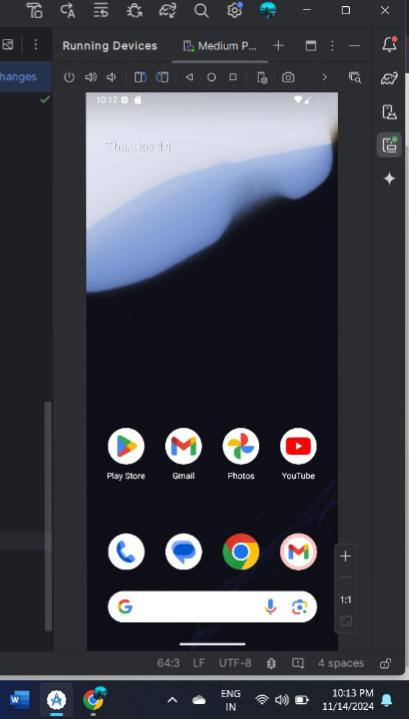 Running Devices
Medium P...
hanges
10:12
Thu, Nov 14
Play Store
Gmail
Photos
YouTube
1:1
64:3
LF
UTF-8
4 spaces
ENG
IN
10:13 PM
11/14/2024